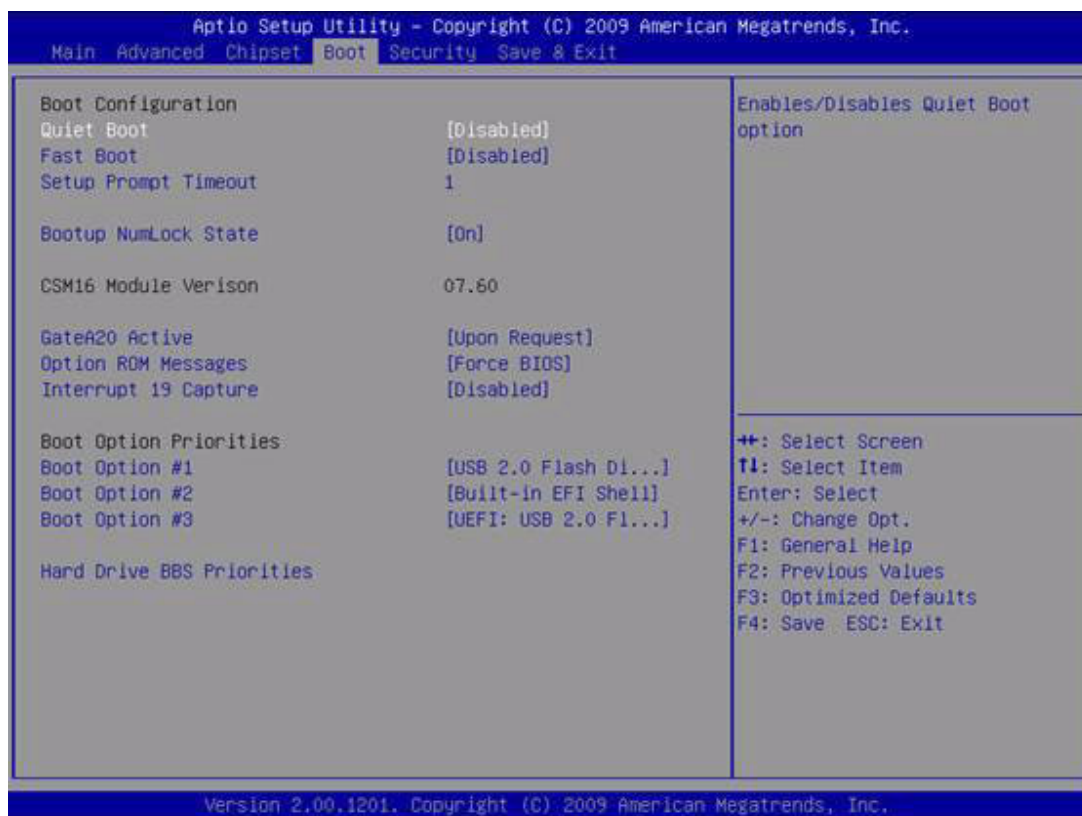 Aptio Setup Utility – Copyright (C) 2009 American Megatrends, Inc.
Main Advanced Chipset Boot Security Save & Exit
Boot Configuration
Quiet Boot [Disabled]
Fast Boot [Disabled]
Setup Prompt Timeout 1
Bootup NumLock State [On]
CSM16 Module Verison 07.60
GateA20 Active [Upon Request]
Option ROM Messages [Force BIOS]
Interrupt 19 Capture [Disabled]
Boot Option Priorities
Boot Option #1 [USB 2.0 Flash Di...]
Boot Option #2 [Built-in EFI Shell]
Boot Option #3 [UEFI: USB 2.0 Fl...]
Hard Drive BBS Priorities
Enables/Disables Quiet Boot
option
→←: Select Screen
↑↓: Select Item
Enter: Select
+/-: Change Opt.
F1: General Help
F2: Previous Values
F3: Optimized Defaults
F4: Save ESC: Exit
Version 2.00.1201. Copyright (C) 2009 American Megatrends, Inc.